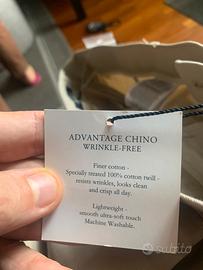 ADVANTAGE CHINO
WRINKLE-FREE
Finer cotton -
Specially treated 100% cotton twill -
resists wrinkles, looks clean
and crisp all day.
Lightweight -
smooth ultra-soft touch
Machine Washable.
subito